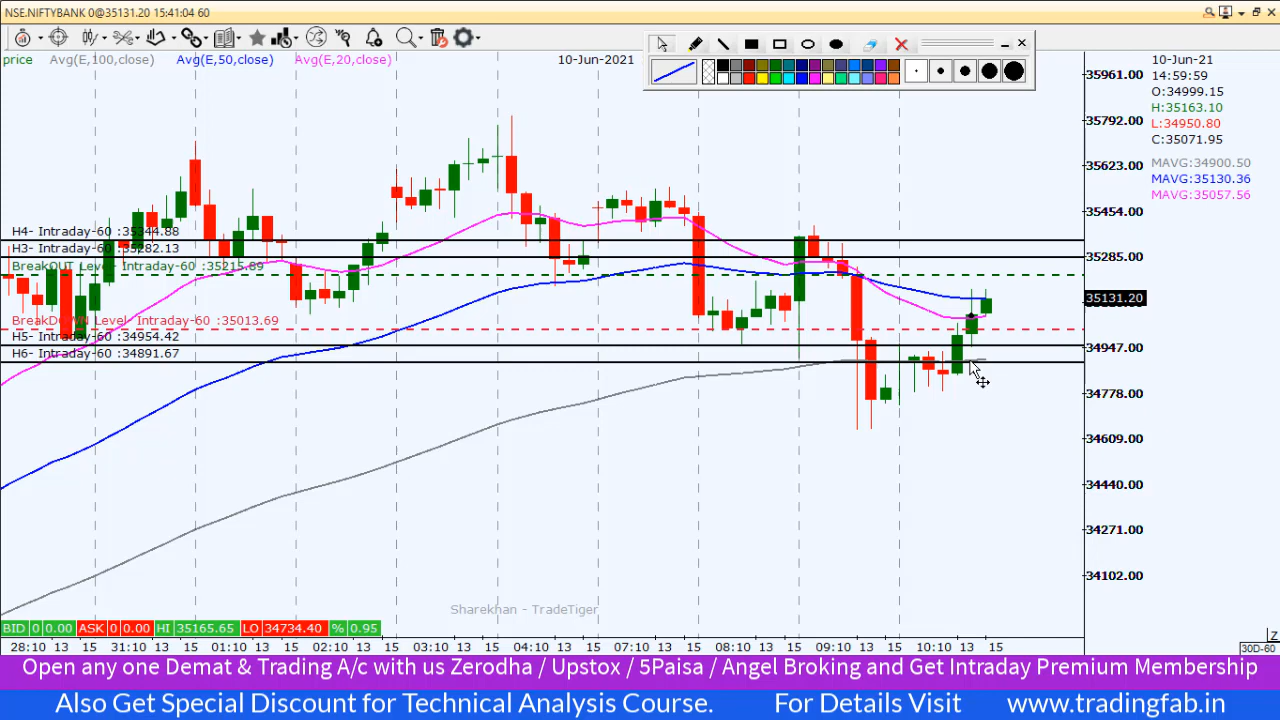 NSE.NIFTYBANK 0@35131.20 15:41:04 60
price Avg(E,100,close) Avg(E,50,close) Avg(E,20,close) 10-Jun-2021
10-Jun-21
14:59:59
O:34999.15
H:35163.10
L:34950.80
C:35071.95
MAVG:34900.50
MAVG:35130.36
MAVG:35057.56
35961.00
35792.00
35623.00
35454.00
35285.00
35131.20
34947.00
34778.00
34609.00
34440.00
34271.00
34102.00
H4- Intraday-60 :35344.88
H3- Intraday-60 :35282.13
BreakOUT Level- Intraday-60 :35215.89
BreakDOWN Level- Intraday-60 :35013.69
H5- Intraday-60 :34954.42
H6- Intraday-60 :34891.67
Sharekhan - TradeTiger
BID 0 0.00 ASK 0 0.00 HI 35165.65 LO 34734.40 % 0.95
Z
28:10 13 15 31:10 13 15 01:10 13 15 02:10 13 15 03:10 13 15 04:10 13 15 07:10 13 15 08:10 13 15 09:10 13 15 10:10 13 15
30D-60
Open any one Demat & Trading A/c with us Zerodha / Upstox / 5Paisa / Angel Broking and Get Intraday Premium Membership
Also Get Special Discount for Technical Analysis Course. For Details Visit www.tradingfab.in